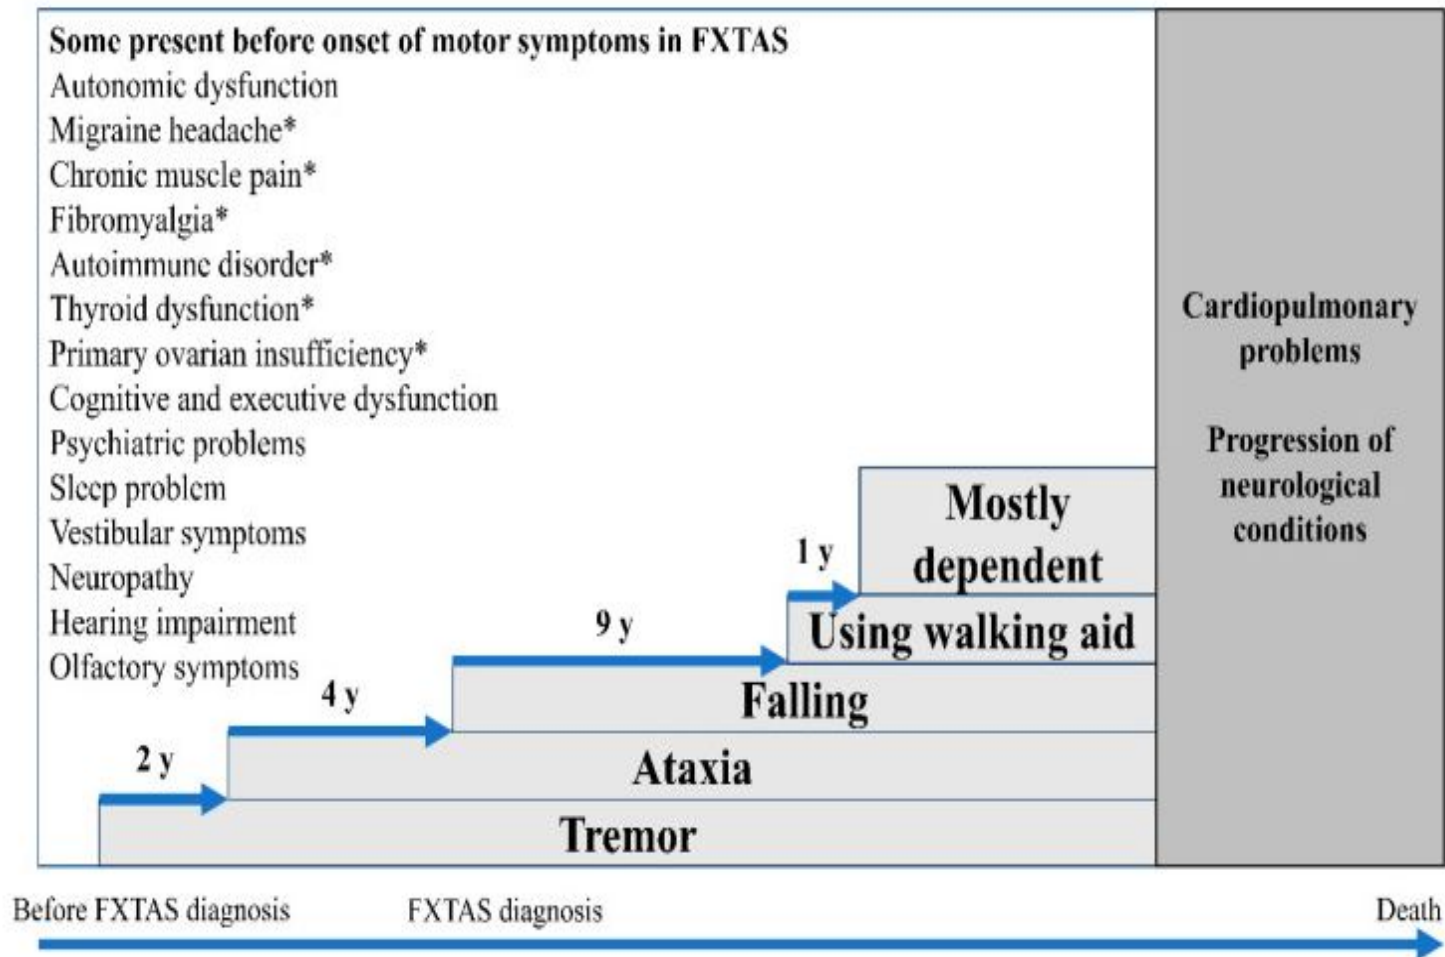 Some present before onset of motor symptoms in FXTAS
Autonomic dysfunction
Migraine headache*
Chronic muscle pain*
Fibromyalgia*
Autoimmune disorder*
Thyroid dysfunction*
Primary ovarian insufficiency*
Cognitive and executive dysfunction
Psychiatric problems
Sleep problem
Vestibular symptoms
Neuropathy
Hearing impairment
Olfactory symptoms
2 y
4 y
9 y
1 y
Mostly
dependent
Using walking aid
Falling
Ataxia
Tremor
Cardiopulmonary
problems
Progression of
neurological
conditions
Before FXTAS diagnosis
FXTAS diagnosis
Death